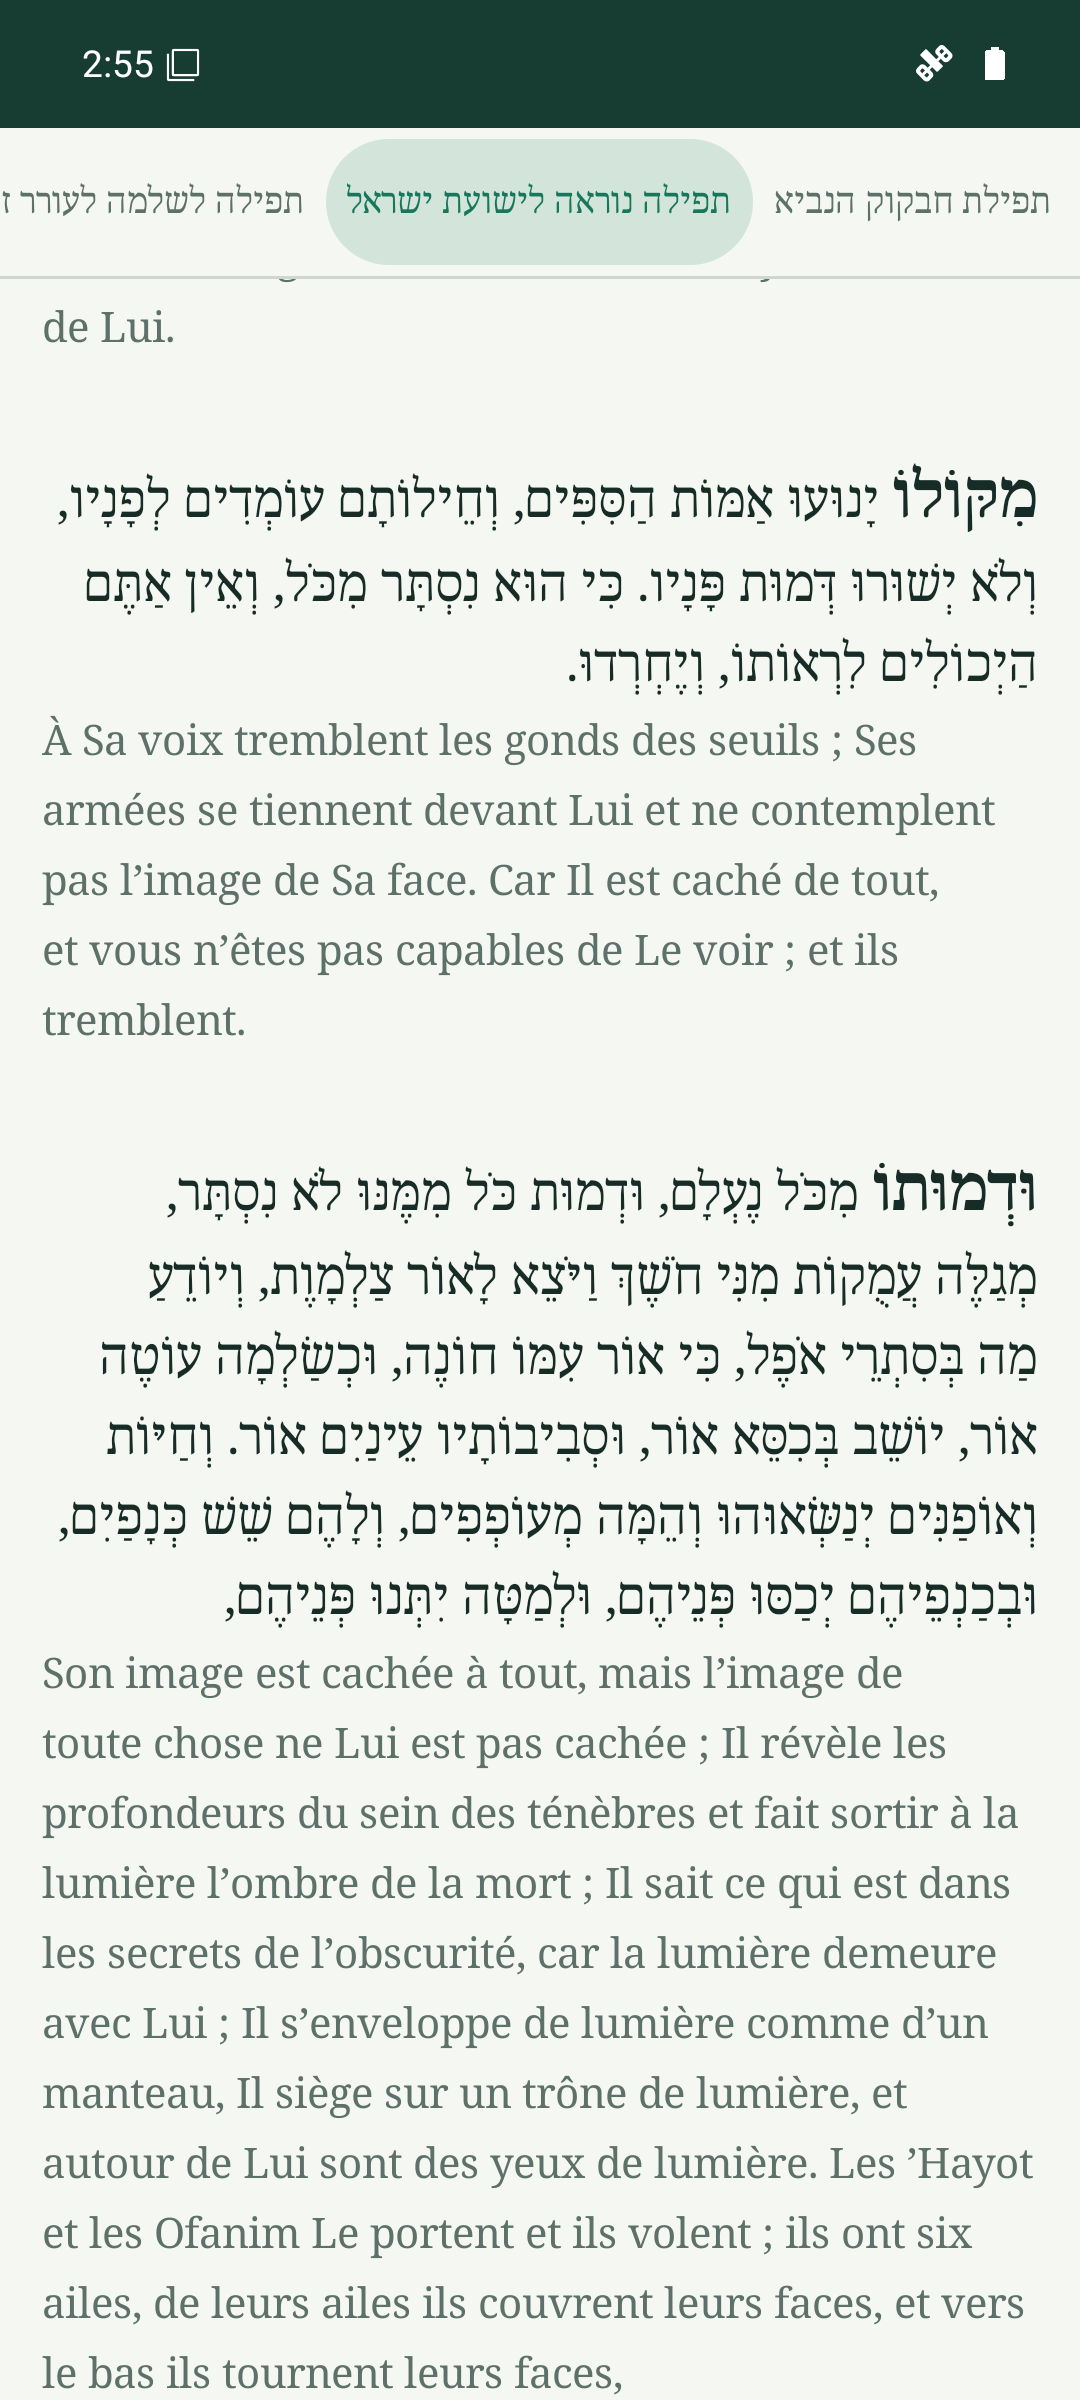 2:55
תפילת חבקוק הנביא
תפילה נוראה לישועת ישראל
תפילה לשלמה לעורר
de Lui.
מִקּוֹלוֹ יָנוּעוּ אַמּוֹת הַסִּפִּים, וְחֵילוֹתָם עוֹמְדִים לְפָנָיו,
וְלֹא יְשׁוּרוּ דְּמוּת פָּנָיו. כִּי הוּא נִסְתָּר מִכֹּל, וְאֵין אַתֶּם
הַיְכוֹלִים לִרְאוֹתוֹ, וְיֶחְרְדוּ.
À Sa voix tremblent les gonds des seuils ; Ses
armées se tiennent devant Lui et ne contemplent
pas l’image de Sa face. Car Il est caché de tout,
et vous n’êtes pas capables de Le voir ; et ils
tremblent.
וּדְמוּתוֹ מִכֹּל נֶעְלָם, וּדְמוּת כֹּל מִמֶּנּוּ לֹא נִסְתָּר,
מְגַלֶּה עֲמֻקוֹת מִנִּי חֹשֶׁךְ וַיֹּצֵא לָאוֹר צַלְמָוֶת, וְיוֹדֵעַ
מַה בְּסִתְרֵי אֹפֶל, כִּי אוֹר עִמּוֹ חוֹנֶה, וּכְשַׂלְמָה עוֹטֶה
אוֹר, יוֹשֵׁב בְּכִסֵּא אוֹר, וּסְבִיבוֹתָיו עֵינַיִם אוֹר. וְחַיּוֹת
וְאוֹפַנִּים יְנַשְּׂאוּהוּ וְהֵמָּה מְעוֹפְפִים, וְלָהֶם שֵׁשׁ כְּנָפַיִם,
וּבְכַנְפֵיהֶם יְכַסּוּ פְּנֵיהֶם, וּלְמַטָּה יִתְּנוּ פְּנֵיהֶם,
Son image est cachée à tout, mais l’image de
toute chose ne Lui est pas cachée ; Il révèle les
profondeurs du sein des ténèbres et fait sortir à la
lumière l’ombre de la mort ; Il sait ce qui est dans
les secrets de l’obscurité, car la lumière demeure
avec Lui ; Il s’enveloppe de lumière comme d’un
manteau, Il siège sur un trône de lumière, et
autour de Lui sont des yeux de lumière. Les ’Hayot
et les Ofanim Le portent et ils volent ; ils ont six
ailes, de leurs ailes ils couvrent leurs faces, et vers
le bas ils tournent leurs faces,